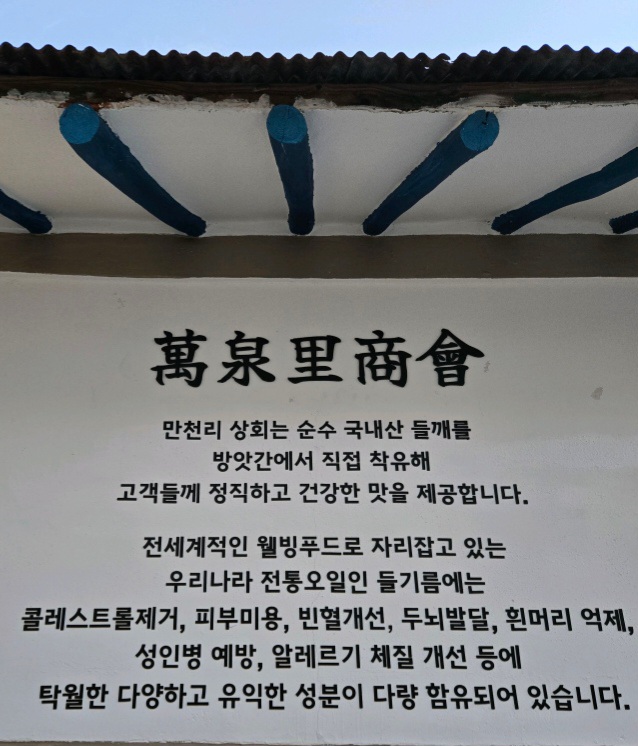 萬泉里商會
만천리 상회는 순수 국내산 들깨를
방앗간에서 직접 착유해
고객들께 정직하고 건강한 맛을 제공합니다.
전세계적인 웰빙푸드로 자리잡고 있는
우리나라 전통오일인 들기름에는
콜레스트롤제거, 피부미용, 빈혈개선, 두뇌발달, 흰머리 억제,
성인병 예방, 알레르기 체질 개선 등에
탁월한 다양하고 유익한 성분이 다량 함유되어 있습니다.